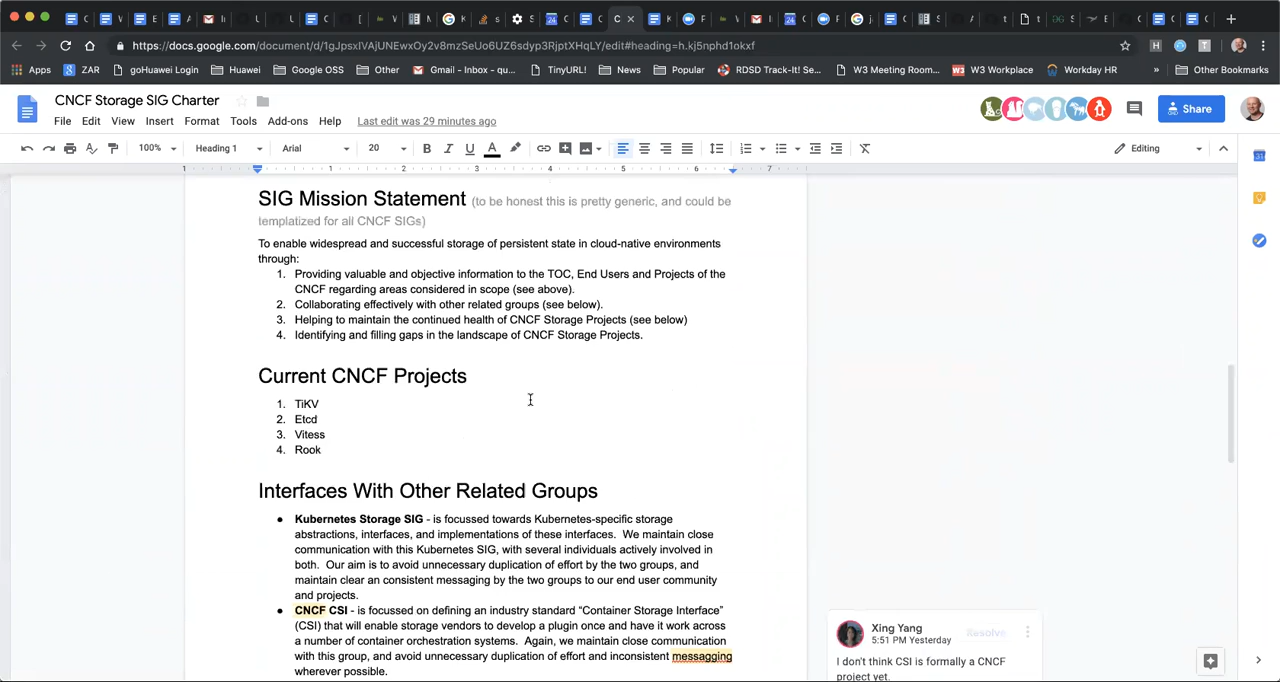 https://docs.google.com/document/d/1gJpsxIVAjUNEwxOy2v8mzSeUo6UZ6sdyp3RjptXHqLY/edit#heading=h.kj5nphd1okxf
Apps ZAR goHuawei Login Huawei Google OSS Other Gmail - Inbox - qu... TinyURL! News Popular RDSD Track-It! Se... W3 Meeting Room... W3 Workplace Workday HR » Other Bookmarks
CNCF Storage SIG Charter
File Edit View Insert Format Tools Add-ons Help Last edit was 29 minutes ago
Share
100% Heading 1 Arial 20 B I U A Editing
1 1 2 3 4 5 6 7
SIG Mission Statement (to be honest this is pretty generic, and could be
templatized for all CNCF SIGs)
To enable widespread and successful storage of persistent state in cloud-native environments
through:
1. Providing valuable and objective information to the TOC, End Users and Projects of the
CNCF regarding areas considered in scope (see above).
2. Collaborating effectively with other related groups (see below).
3. Helping to maintain the continued health of CNCF Storage Projects (see below)
4. Identifying and filling gaps in the landscape of CNCF Storage Projects.
Current CNCF Projects
1. TiKV
2. Etcd
3. Vitess
4. Rook
Interfaces With Other Related Groups
● Kubernetes Storage SIG - is focussed towards Kubernetes-specific storage
abstractions, interfaces, and implementations of these interfaces. We maintain close
communication with this Kubernetes SIG, with several individuals actively involved in
both. Our aim is to avoid unnecessary duplication of effort by the two groups, and
maintain clear an consistent messaging by the two groups to our end user community
and projects.
● CNCF CSI - is focussed on defining an industry standard “Container Storage Interface”
(CSI) that will enable storage vendors to develop a plugin once and have it work across
a number of container orchestration systems. Again, we maintain close communication
with this group, and avoid unnecessary duplication of effort and inconsistent messagging
wherever possible.
Xing Yang
5:51 PM Yesterday
Resolve
I don't think CSI is formally a CNCF
project yet.